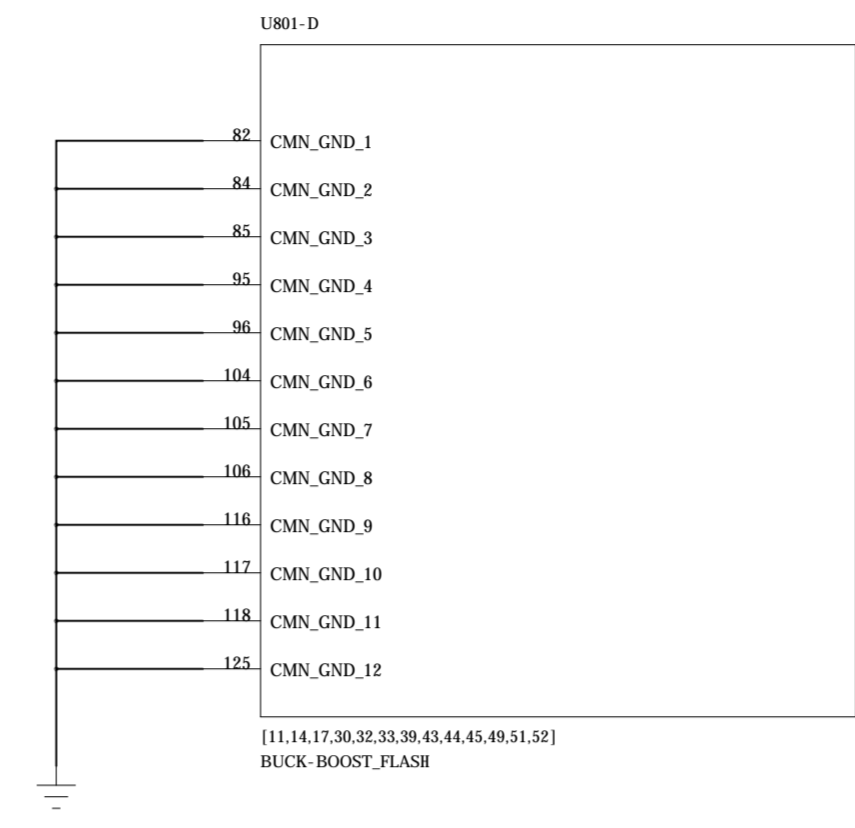 U801-D
82 CMN_GND_1
84 CMN_GND_2
85 CMN_GND_3
95 CMN_GND_4
96 CMN_GND_5
104 CMN_GND_6
105 CMN_GND_7
106 CMN_GND_8
116 CMN_GND_9
117 CMN_GND_10
118 CMN_GND_11
125 CMN_GND_12
[11,14,17,30,32,33,39,43,44,45,49,51,52]
BUCK-BOOST_FLASH